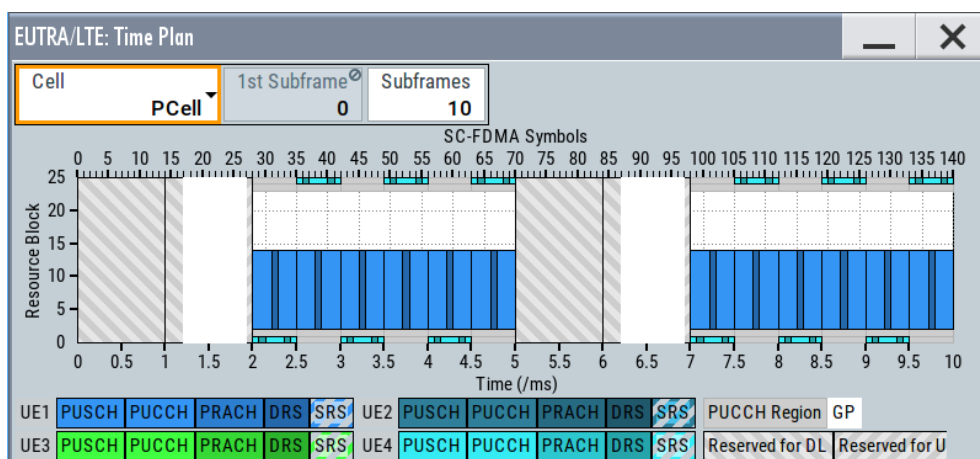 EUTRA/LTE: Time Plan
Cell 1st Subframe Subframes
PCell 0 10
SC-FDMA Symbols
0 5 10 15 20 25 30 35 40 45 50 55 60 65 70 75 80 85 90 95 100 105 110 115 120 125 130 135 140
25
20
15
10
5
0
Resource Block
0 0.5 1 1.5 2 2.5 3 3.5 4 4.5 5 5.5 6 6.5 7 7.5 8 8.5 9 9.5 10
Time (/ms)
UE1 PUSCH PUCCH PRACH DRS SRS UE2 PUSCH PUCCH PRACH DRS SRS PUCCH Region GP
UE3 PUSCH PUCCH PRACH DRS SRS UE4 PUSCH PUCCH PRACH DRS SRS Reserved for DL Reserved for U